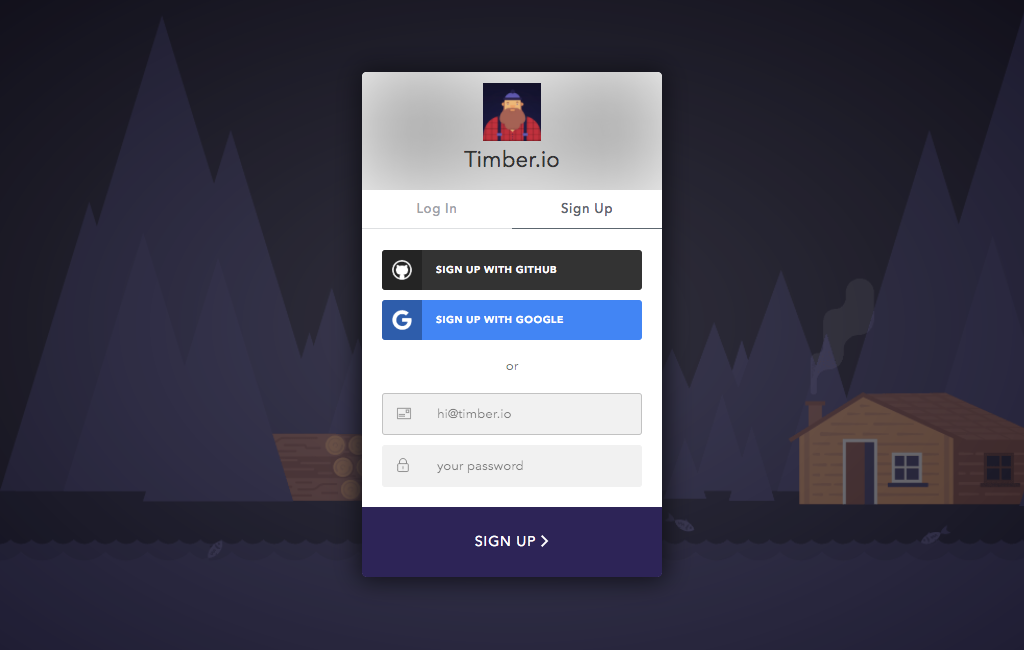 Timber.io
Log In
Sign Up
SIGN UP WITH GITHUB
SIGN UP WITH GOOGLE
or
hi@timber.io
your password
SIGN UP